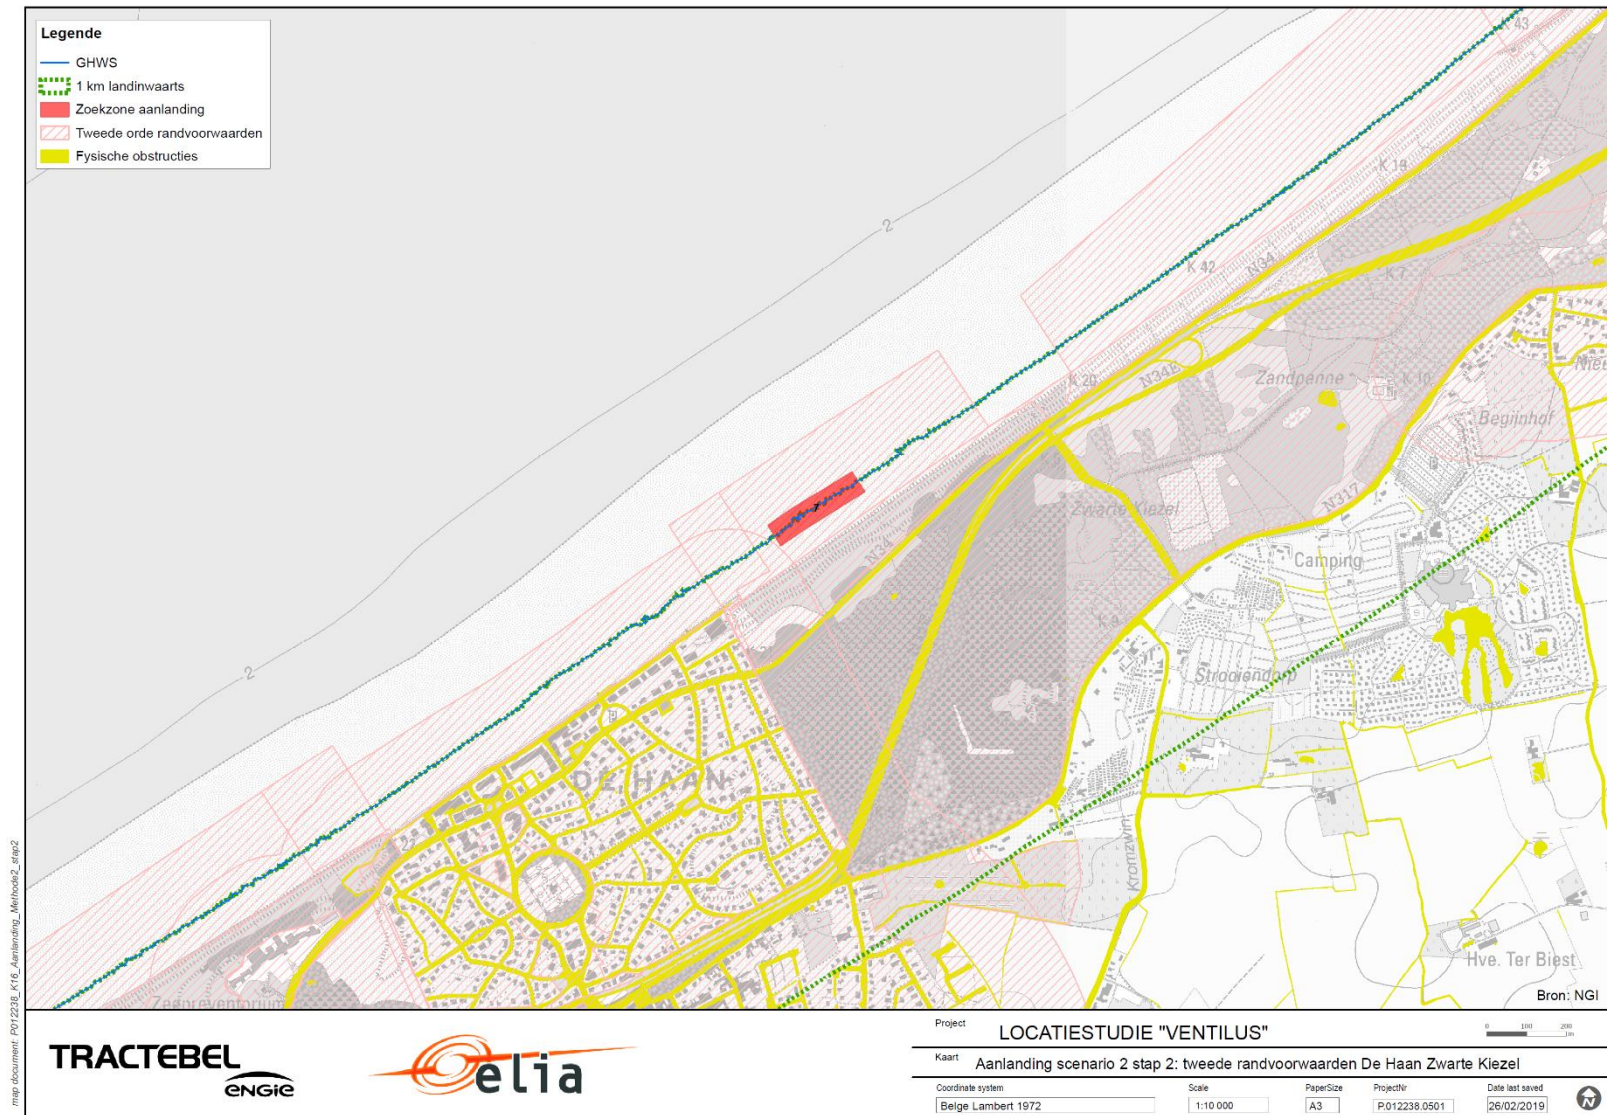 Legende
GHWS
1 km landinwaarts
Zoekzone aanlanding
Tweede orde randvoorwaarden
Fysische obstructies
K 43
K 19
2
K 42
N34
K 7
K 20
N34E
Zandpanne
K 10
Begijnhof
N317
7
Zwarte Kiezel
N34
Camping
K 9
Strooiendorp
2
DE HAAN
Kromzwin
Hve. Ter Biest
Zeepreventorium
Bron: NGI
map document: P012238_K16_Aanlanding_Methode2_stap2
TRACTEBEL
ENGIE
elia
Project
LOCATIESTUDIE "VENTILUS"
0 100 200
m
Kaart
Aanlanding scenario 2 stap 2: tweede randvoorwaarden De Haan Zwarte Kiezel
Coordinate system Scale PaperSize ProjectNr Date last saved
Belge Lambert 1972 1:10 000 A3 P.012238.0501 26/02/2019
N